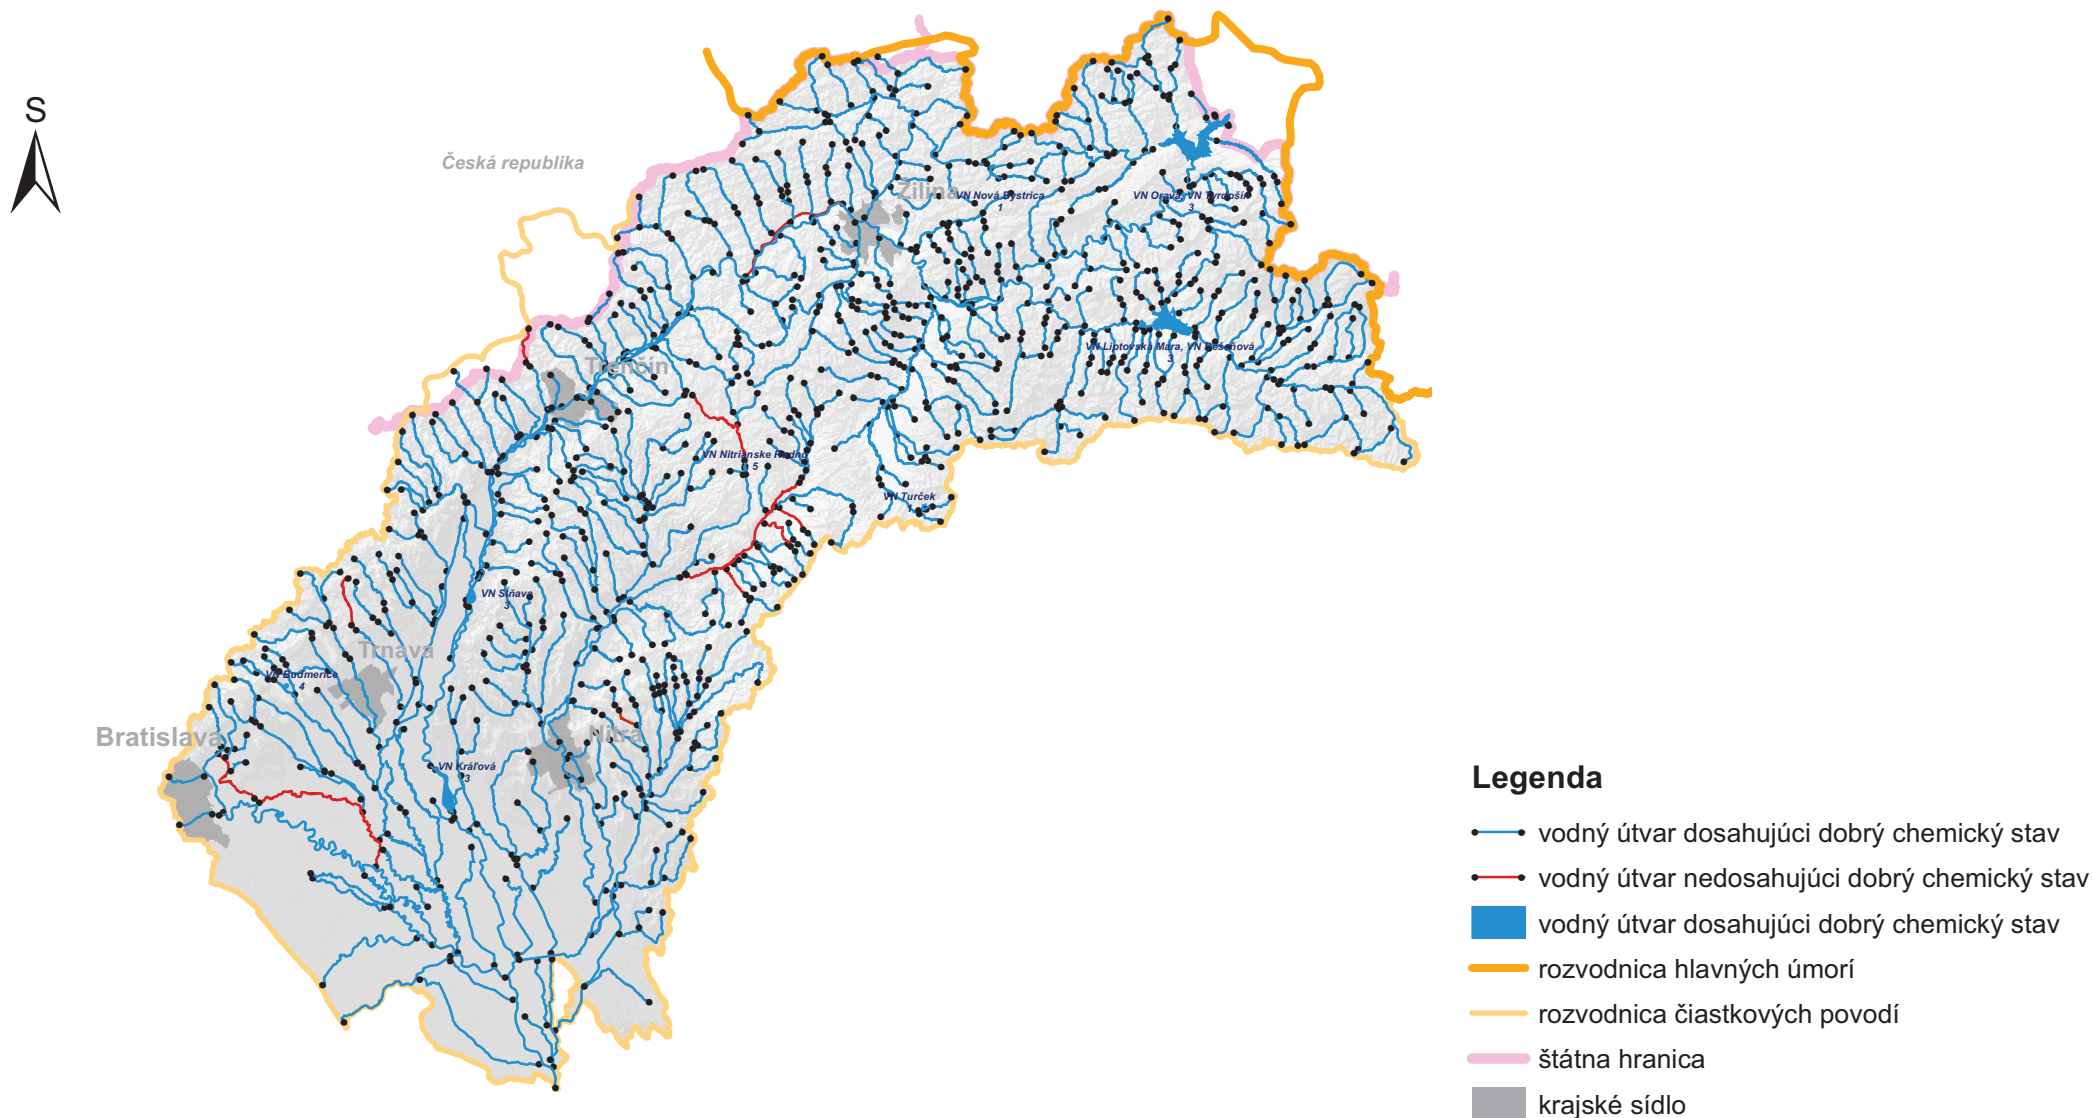 S
Česká republika
Žilina
VN Nová Bystrica
1
VN Orava, VN Tvrdošín
3
VN Liptovská Mara, VN Bešeňová
3
Trenčín
VN Nitrianske Rudno
5
VN Turček
VN Sĺňava
3
Trnava
VN Budmerice
4
Bratislava
Nitra
VN Kráľová
3
Legenda
vodný útvar dosahujúci dobrý chemický stav
vodný útvar nedosahujúci dobrý chemický stav
vodný útvar dosahujúci dobrý chemický stav
rozvodnica hlavných úmorí
rozvodnica čiastkových povodí
štátna hranica
krajské sídlo